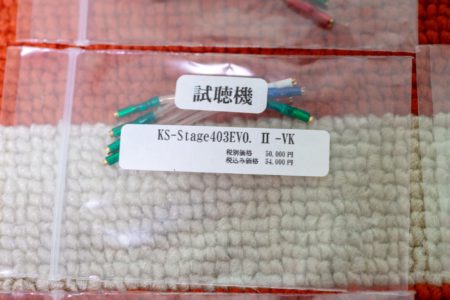 試聴機
KS-Stage403EVO. Ⅱ -VK
税別価格 50,000円
税込み価格 54,000円